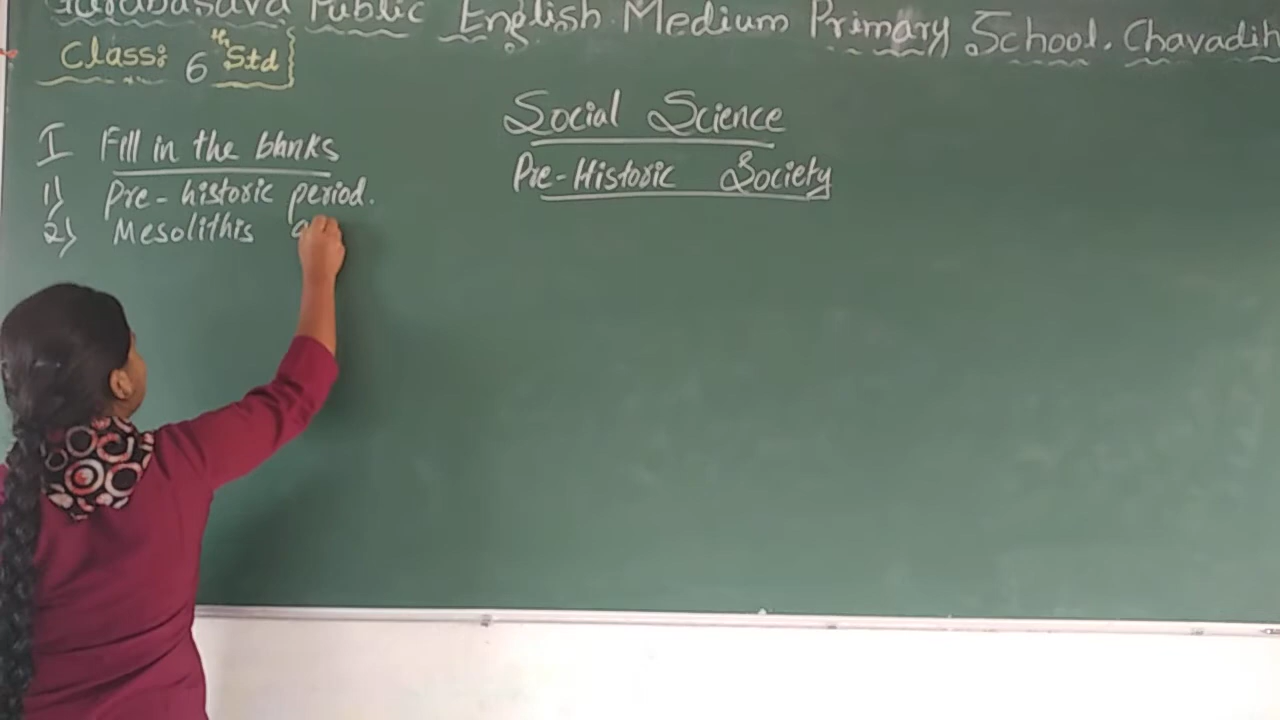 Public English Medium Primary School. Chavadih
Class: 6th Std
Social Science
Pre-Historic Society
I Fill in the blanks
1) Pre-historic period.
2) Mesolithis